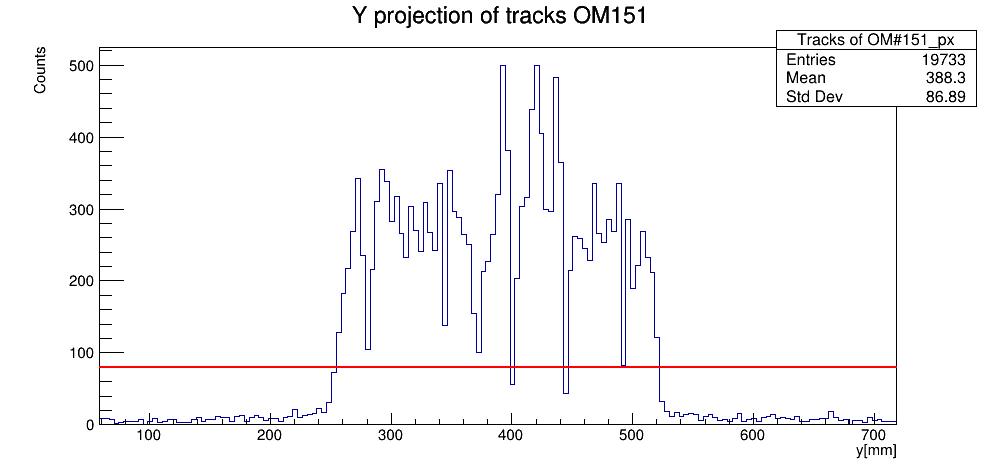 Y projection of tracks OM151
Tracks of OM#151_px
Entries 19733
Mean 388.3
Std Dev 86.89
Counts
500
400
300
200
100
0
100 200 300 400 500 600 700
y[mm]